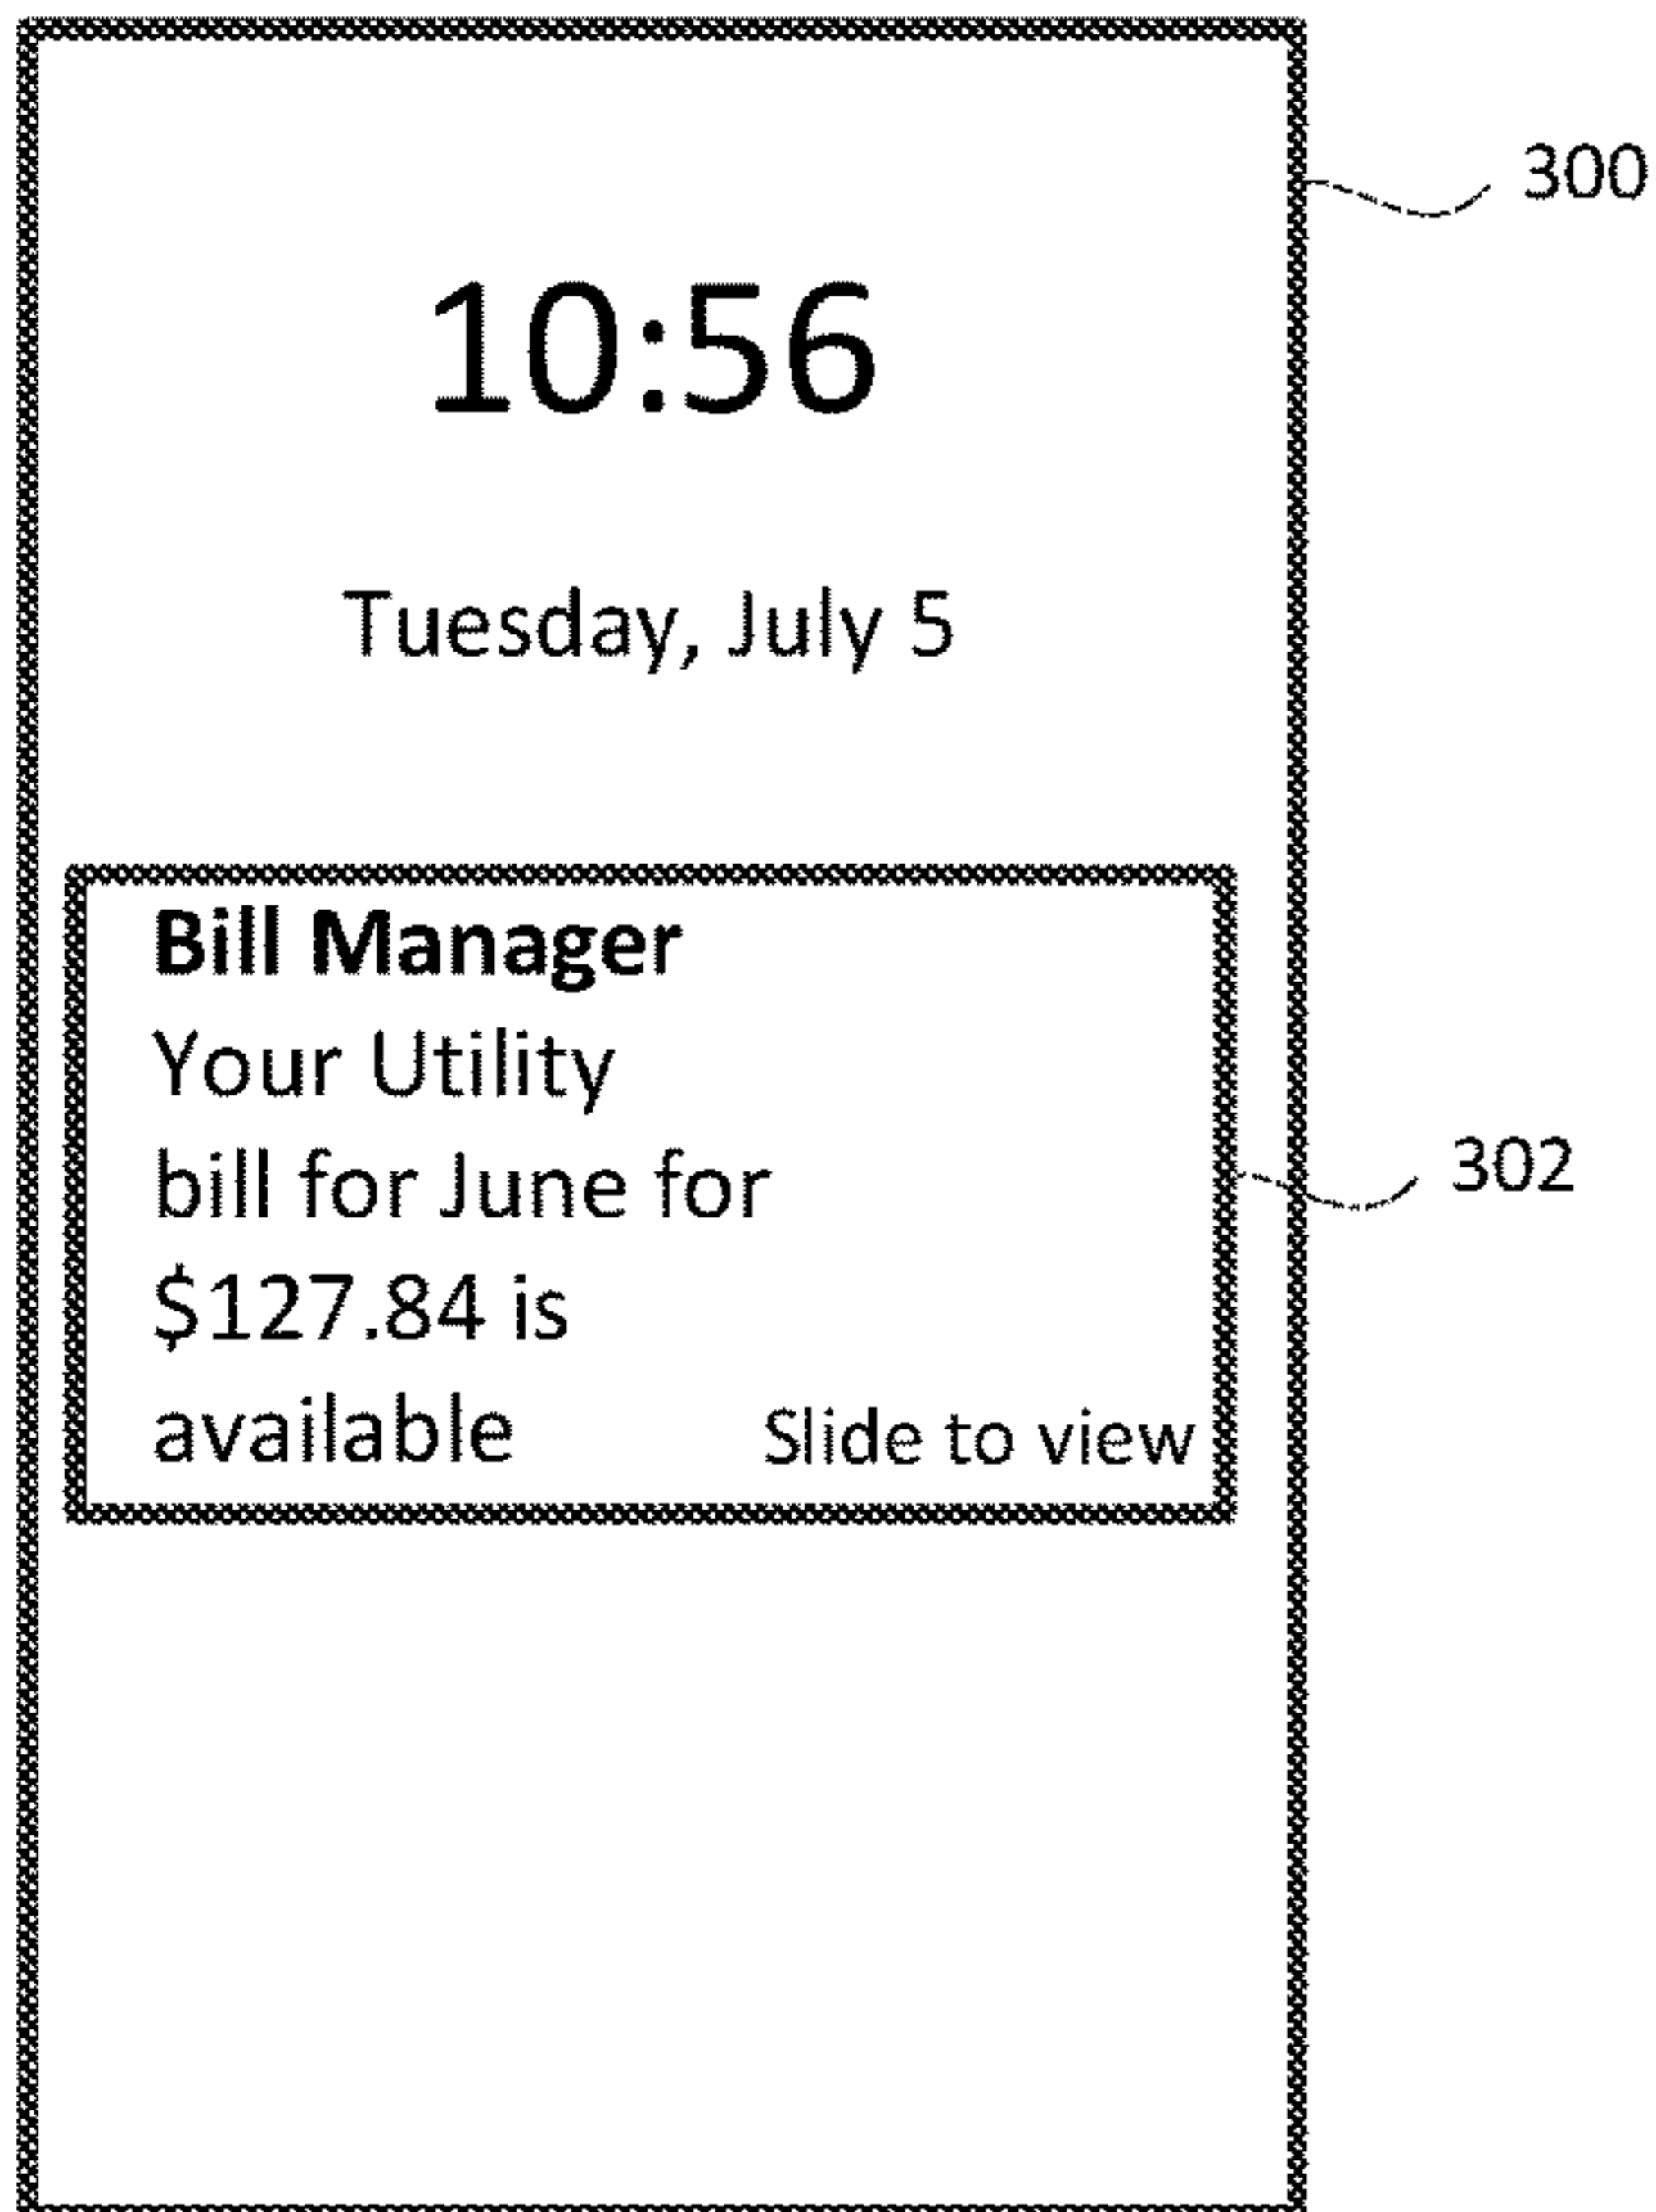 300
10:56
Tuesday, July 5
Bill Manager
Your Utility
bill for June for
302
$127.84 is
available
Slide to view